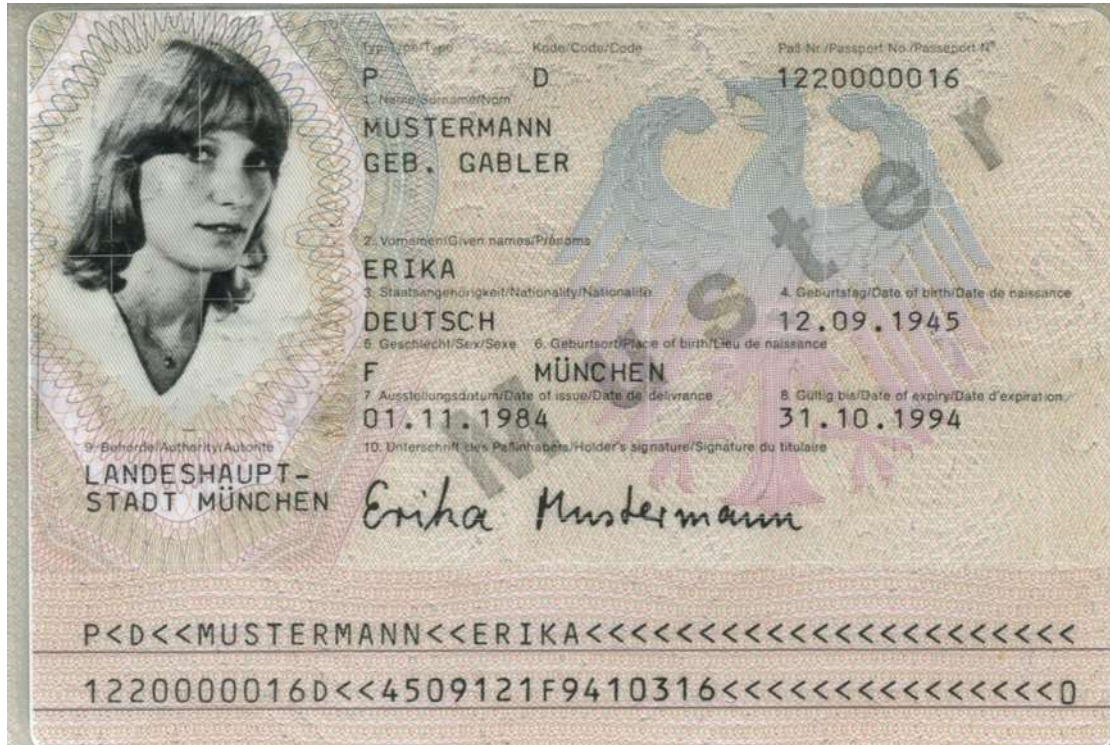 Typ/Type/Type Kode/Code/Code Paß-Nr./Passport No./Passeport N°
P D 1220000016
1. Name/Surname/Nom
MUSTERMANN
GEB. GABLER
2. Vornamen/Given names/Prénoms
ERIKA
3. Staatsangehörigkeit/Nationality/Nationalité 4. Geburtstag/Date of birth/Date de naissance
DEUTSCH 12.09.1945
5. Geschlecht/Sex/Sexe 6. Geburtsort/Place of birth/Lieu de naissance
F MÜNCHEN
7. Ausstellungsdatum/Date of issue/Date de délivrance 8. Gültig bis/Date of expiry/Date d'expiration
01.11.1984 31.10.1994
9. Behörde/Authority/Autorité 10. Unterschrift des Paßinhabers/Holder's signature/Signature du titulaire
LANDESHAUPT-
STADT MÜNCHEN
Erika Mustermann
Muster
P<D<<MUSTERMANN<<ERIKA<<<<<<<<<<<<<<<<<<<<<<
1220000016D<<4509121F9410316<<<<<<<<<<<<<<<0